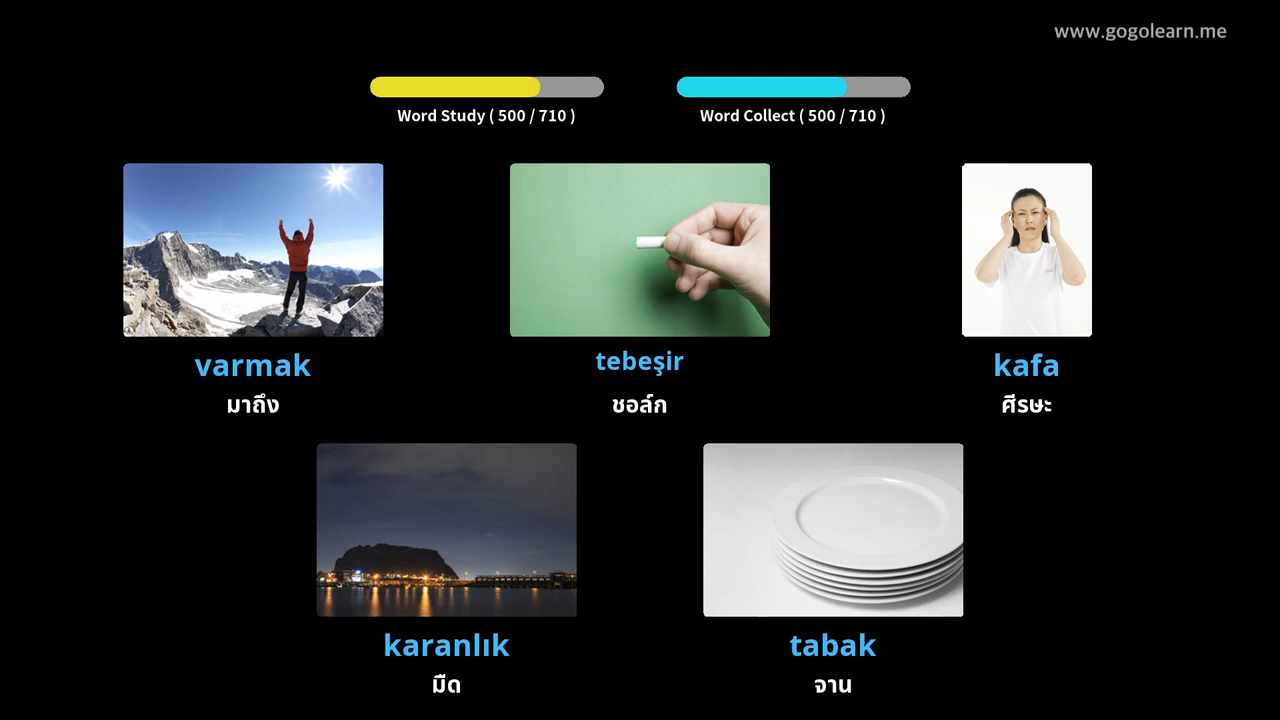 www.gogolearn.me
Word Study ( 500 / 710 )
Word Collect ( 500 / 710 )
varmak
มาถึง
tebeşir
ชอล์ก
kafa
ศีรษะ
karanlık
มืด
tabak
จาน